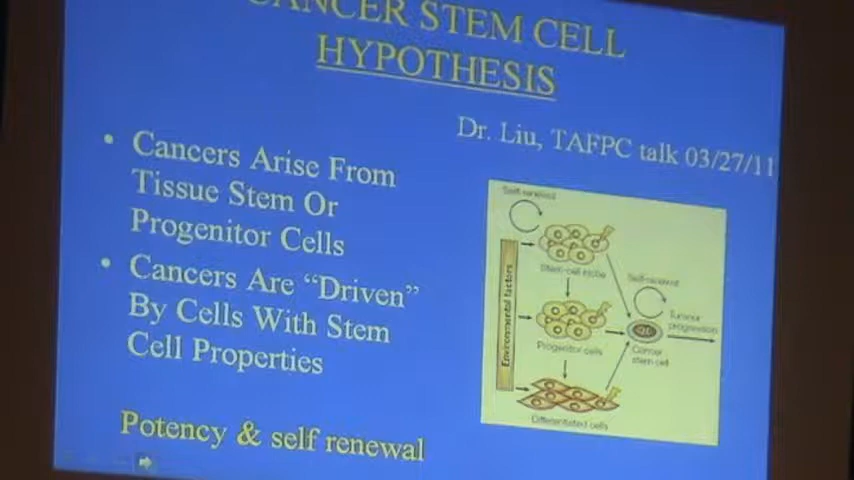 CANCER STEM CELL
HYPOTHESIS
Dr. Liu, TAFPC talk 03/27/11
• Cancers Arise From
Tissue Stem Or
Progenitor Cells
• Cancers Are “Driven”
By Cells With Stem
Cell Properties
Potency & self renewal
Self-renewal
Environmental factors
Stem-cell niche
Self-renewal
Tumour
progression
Progenitor cells
Cancer
stem cell
Differentiated cells